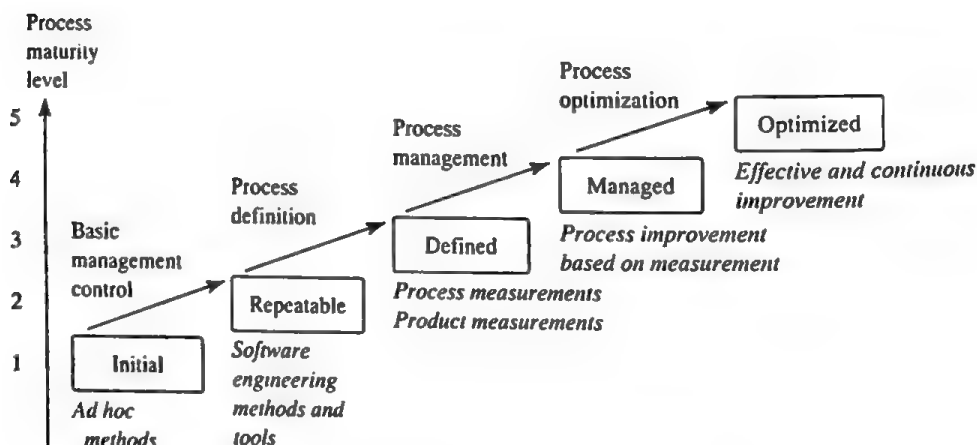 Process
maturity
level
5
4
3
2
1
Basic
management
control
Initial
Ad hoc
methods
Process
definition
Repeatable
Software
engineering
methods and
tools
Process
management
Defined
Process measurements
Product measurements
Process
optimization
Managed
Process improvement
based on measurement
Optimized
Effective and continuous
improvement